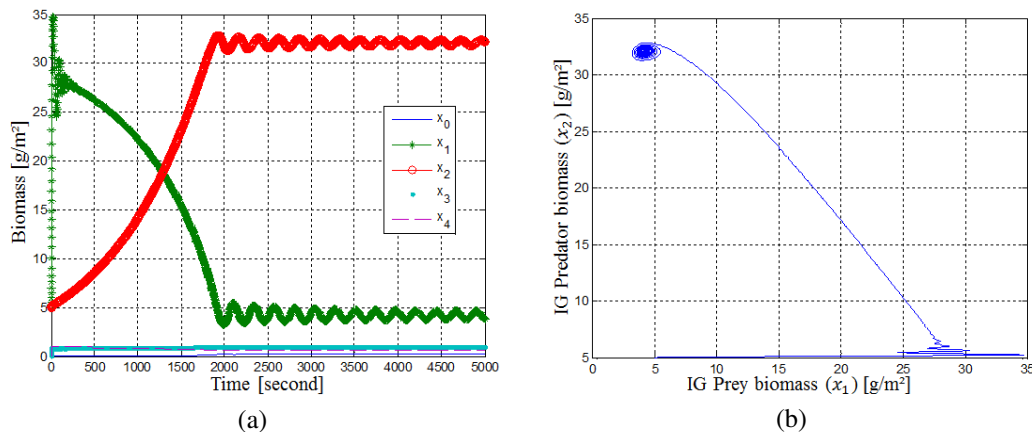 35
30
25
20
15
10
5
0
Biomass [g/m²]
0 500 1000 1500 2000 2500 3000 3500 4000 4500 5000
Time [second]
x0
x1
x2
x3
x4
(a)
35
30
25
20
15
10
5
IG Predator biomass (x₂) [g/m²]
0 5 10 15 20 25 30 35
IG Prey biomass (x₁) [g/m²]
(b)